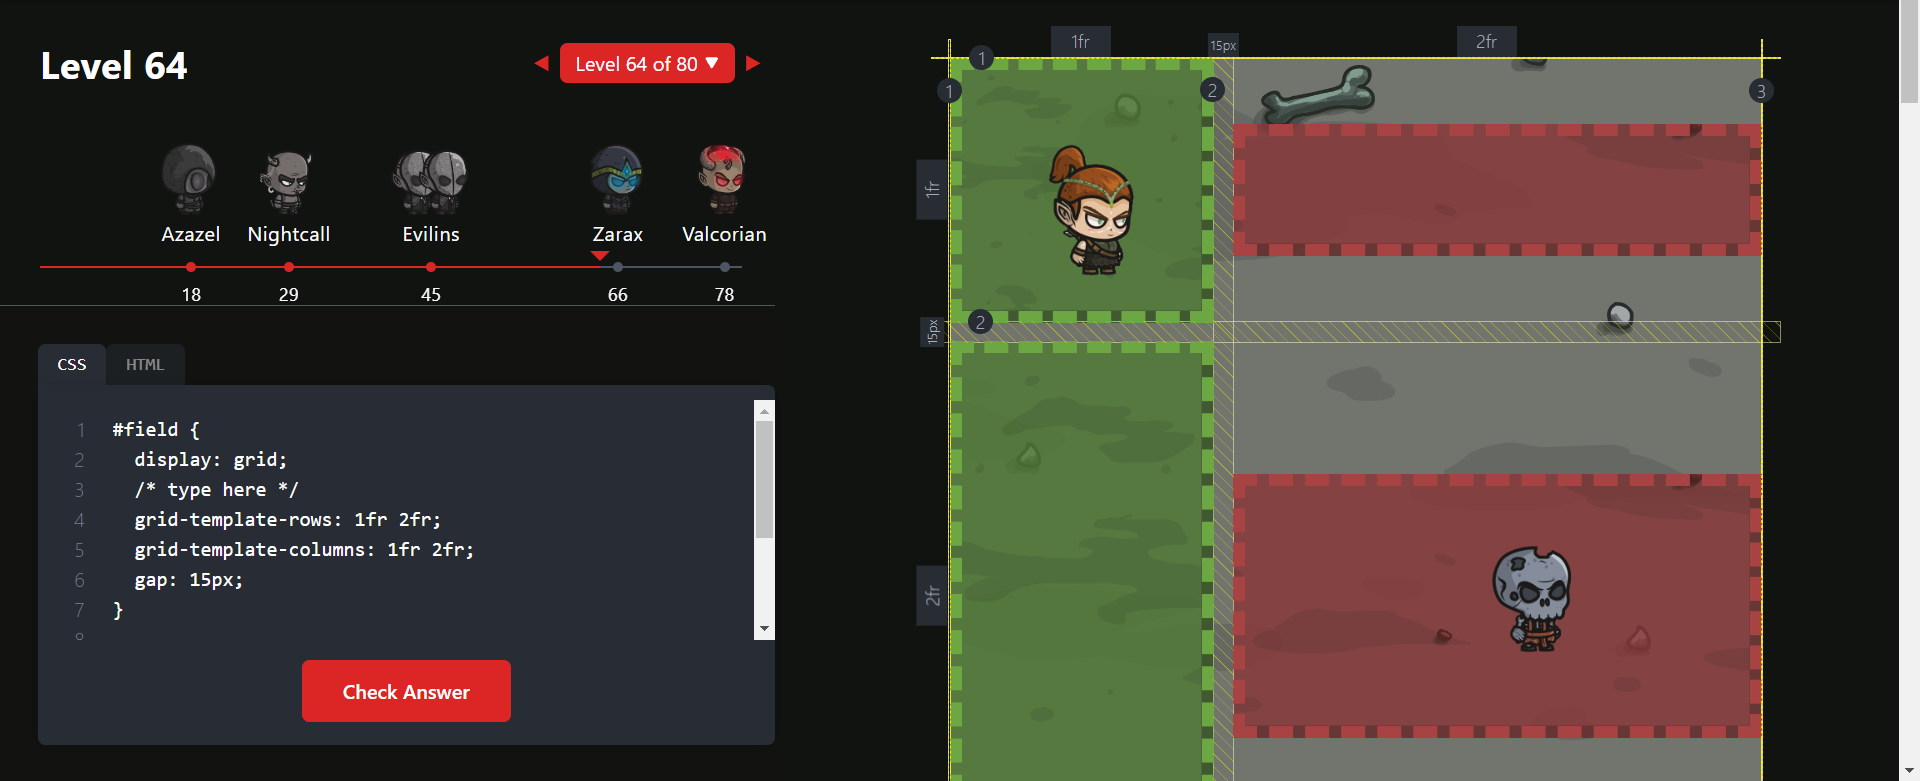 Level 64
Level 64 of 80 ▼
Azazel
Nightcall
Evilins
Zarax
Valcorian
18
29
45
66
78
CSS
HTML
1 #field {
2 display: grid;
3 /* type here */
4 grid-template-rows: 1fr 2fr;
5 grid-template-columns: 1fr 2fr;
6 gap: 15px;
7 }
Check Answer
1fr
15px
2fr
1
1
2
3
1fr
2
15px
2fr